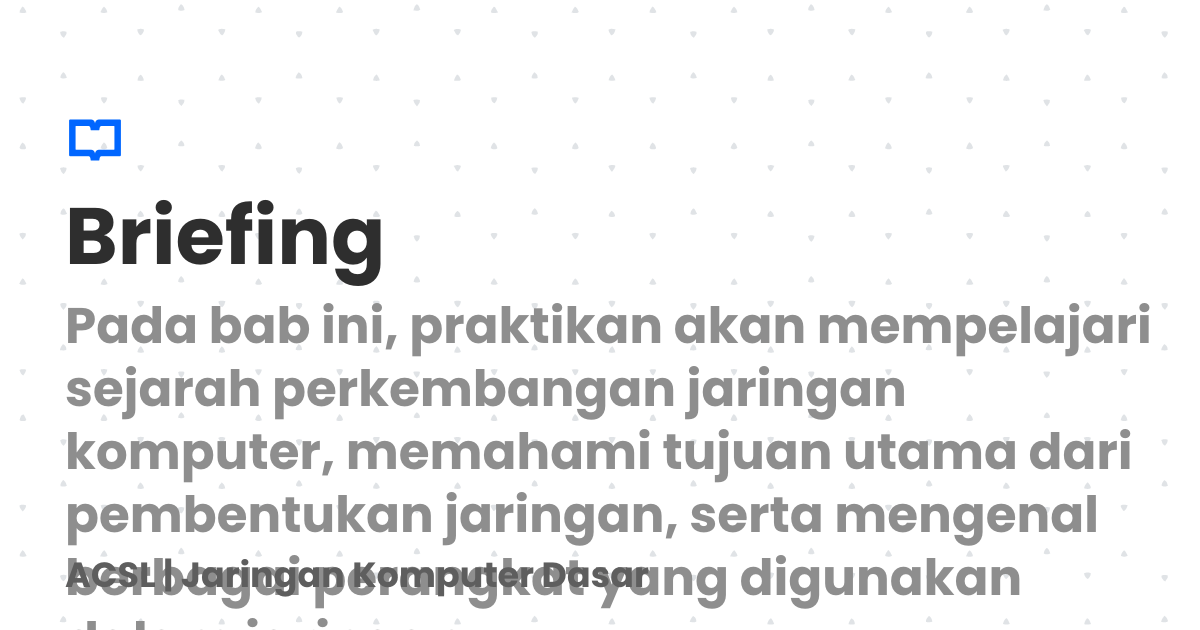 Briefing
Pada bab ini, praktikan akan mempelajari
sejarah perkembangan jaringan
komputer, memahami tujuan utama dari
pembentukan jaringan, serta mengenal
berbagai perangkat yang digunakan
ACSL | Jaringan Komputer Dasar